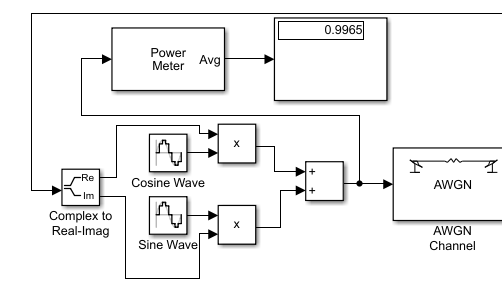 0.9965
Power
Meter
Avg
x
Re
Im
Cosine Wave
+
+
AWGN
Complex to
Real-Imag
x
Sine Wave
AWGN
Channel